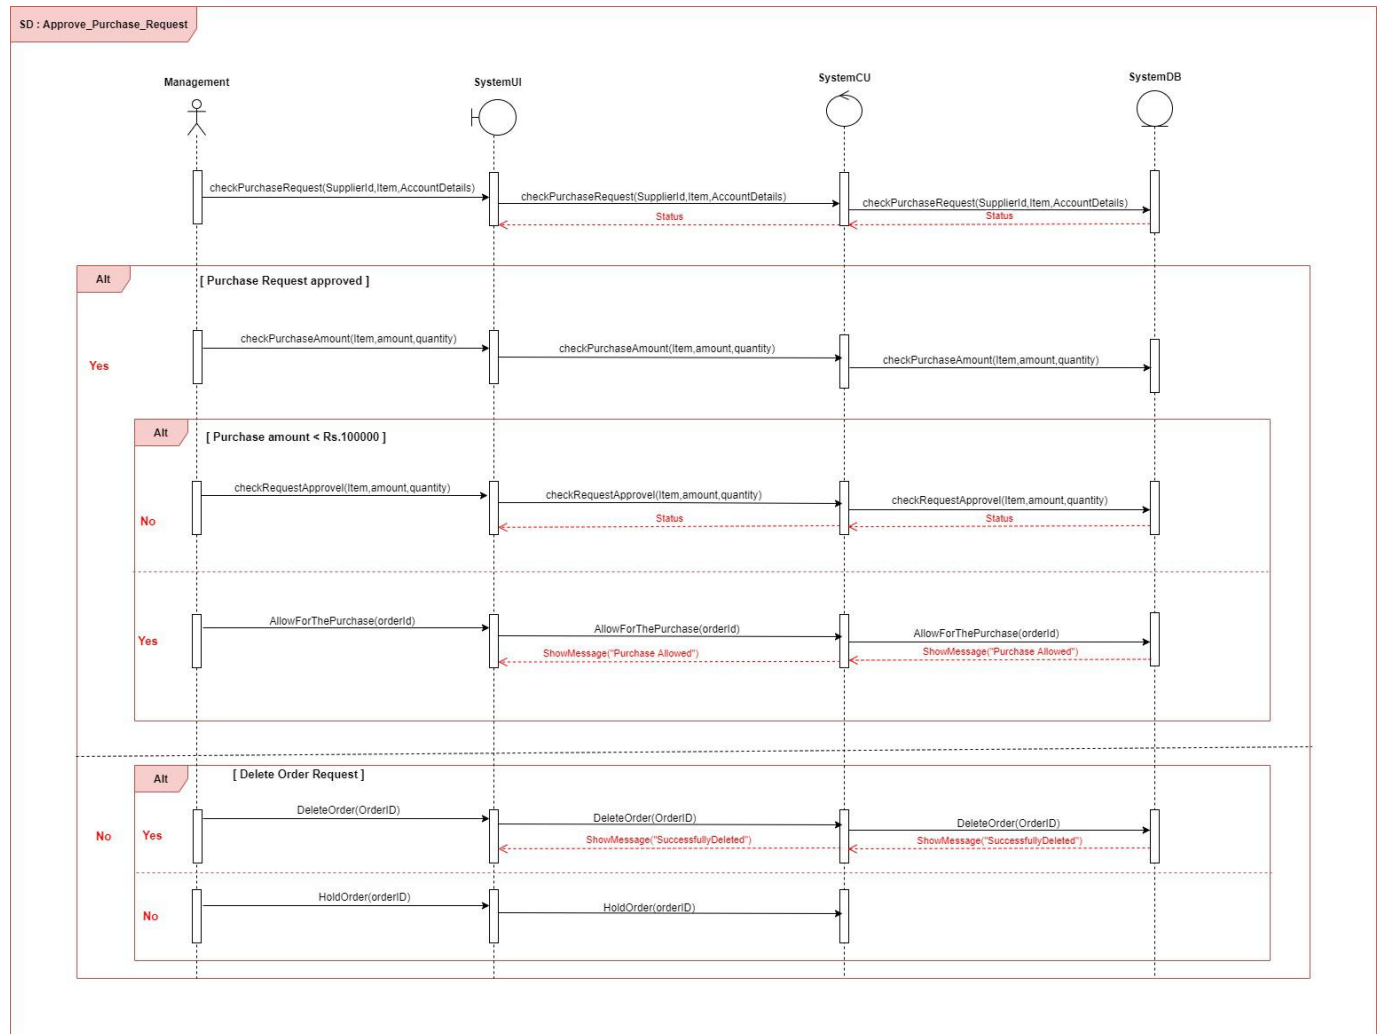 SD : Approve_Purchase_Request
Management
SystemUI
SystemCU
SystemDB
checkPurchaseRequest(SupplierId,Item,AccountDetails)
checkPurchaseRequest(SupplierId,Item,AccountDetails)
checkPurchaseRequest(SupplierId,Item,AccountDetails)
Status
Status
Alt
[ Purchase Request approved ]
Yes
checkPurchaseAmount(Item,amount,quantity)
checkPurchaseAmount(Item,amount,quantity)
checkPurchaseAmount(Item,amount,quantity)
Alt
[ Purchase amount < Rs.100000 ]
No
checkRequestApprovel(Item,amount,quantity)
checkRequestApprovel(Item,amount,quantity)
checkRequestApprovel(Item,amount,quantity)
Status
Status
Yes
AllowForThePurchase(orderId)
AllowForThePurchase(orderId)
AllowForThePurchase(orderId)
ShowMessage("Purchase Allowed")
ShowMessage("Purchase Allowed")
Alt
[ Delete Order Request ]
No
Yes
DeleteOrder(OrderID)
DeleteOrder(OrderID)
DeleteOrder(OrderID)
ShowMessage("SuccessfullyDeleted")
ShowMessage("SuccessfullyDeleted")
No
HoldOrder(orderID)
HoldOrder(orderID)